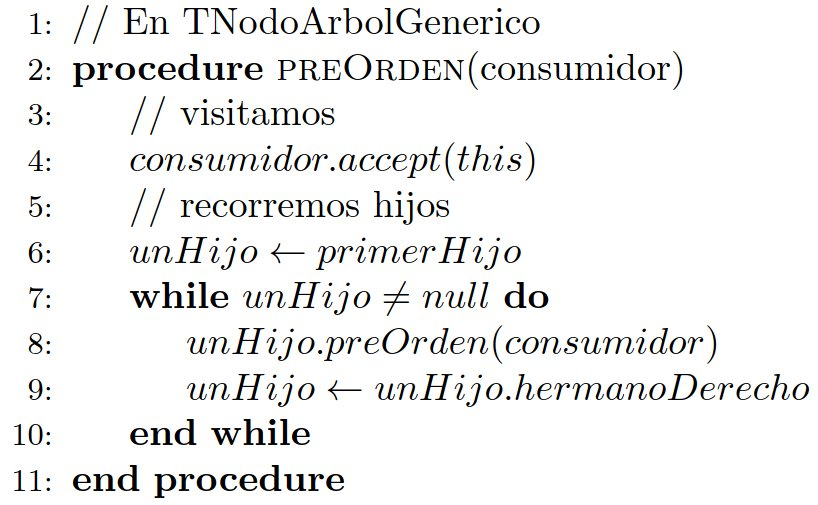 1: // En TNodoArbolGenerico
2: procedure PREORDEN(consumidor)
3: // visitamos
4: consumidor.accept(this)
5: // recorremos hijos
6: unHijo ← primerHijo
7: while unHijo ≠ null do
8: unHijo.preOrden(consumidor)
9: unHijo ← unHijo.hermanoDerecho
10: end while
11: end procedure